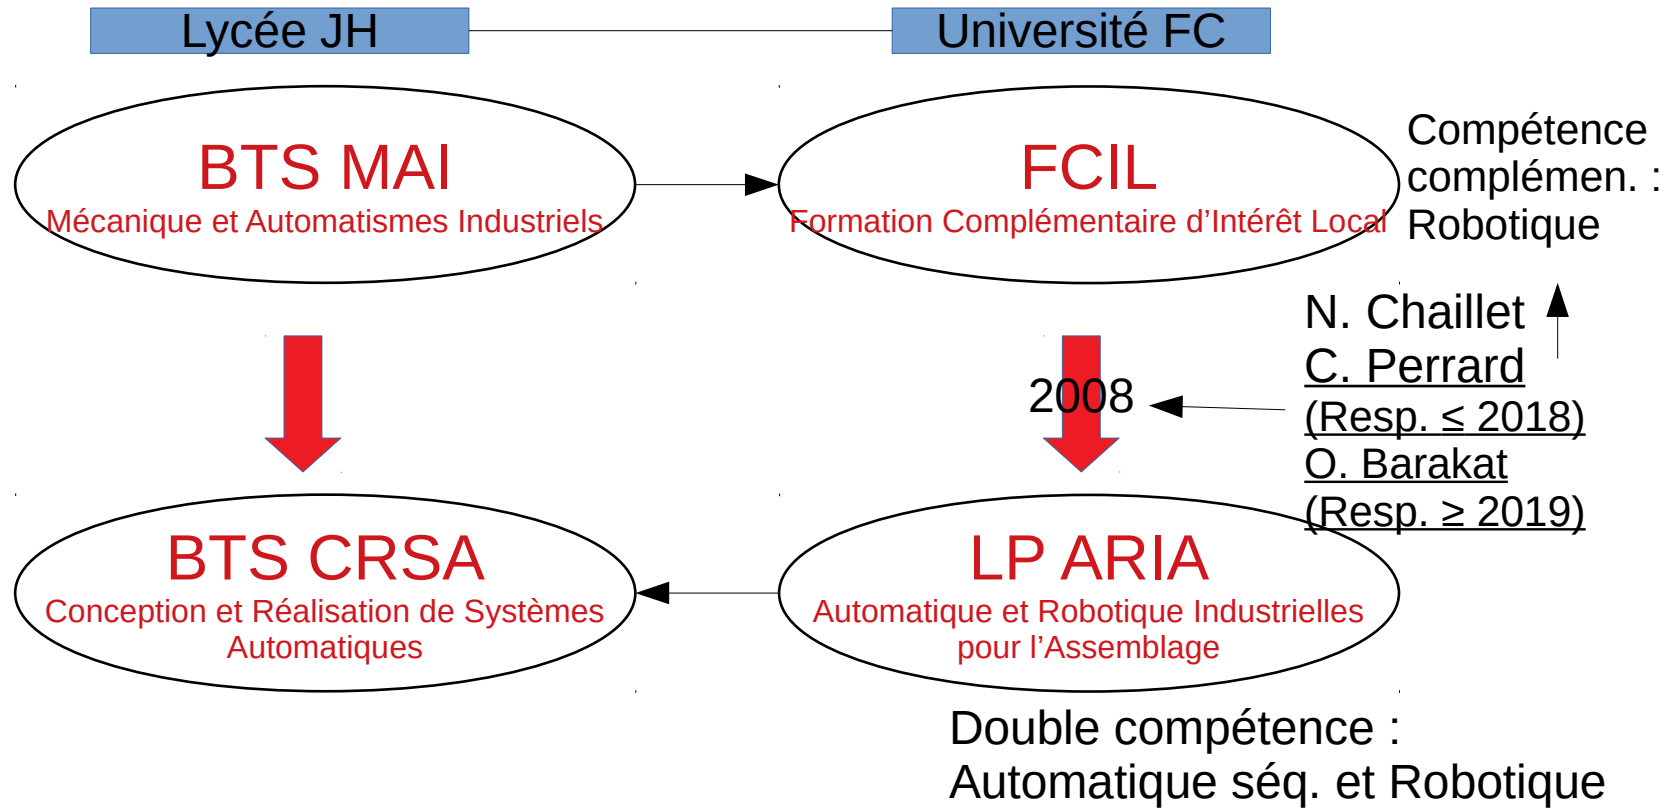 Lycée JH
Université FC
BTS MAI
Mécanique et Automatismes Industriels
FCIL
Formation Complémentaire d’Intérêt Local
Compétence
complémen. :
Robotique
N. Chaillet
C. Perrard
(Resp. ≤ 2018)
O. Barakat
(Resp. ≥ 2019)
2008
BTS CRSA
Conception et Réalisation de Systèmes
Automatiques
LP ARIA
Automatique et Robotique Industrielles
pour l’Assemblage
Double compétence :
Automatique séq. et Robotique